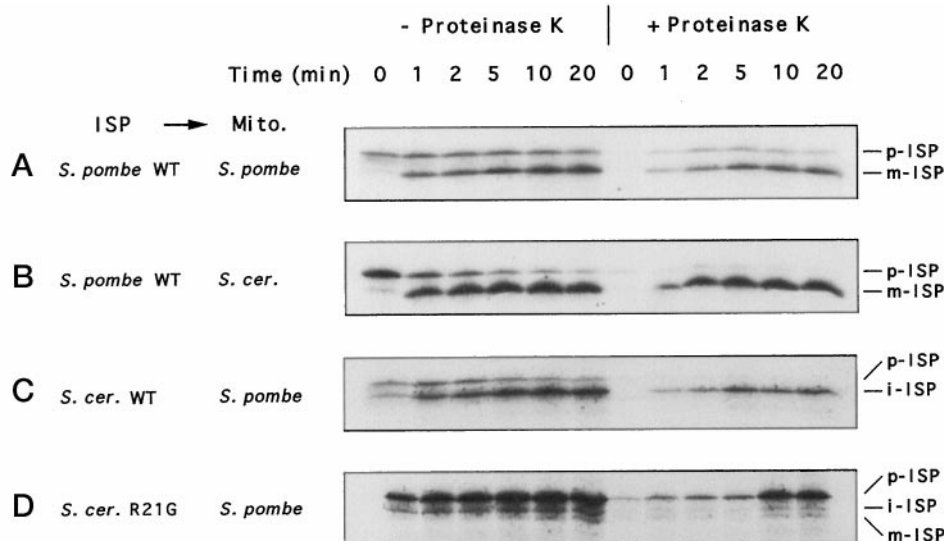 - Proteinase K | + Proteinase K
Time (min) 0 1 2 5 10 20 0 1 2 5 10 20
ISP → Mito.
A S. pombe WT S. pombe p-ISP
m-ISP
B S. pombe WT S. cer. p-ISP
m-ISP
C S. cer. WT S. pombe p-ISP
i-ISP
D S. cer. R21G S. pombe p-ISP
i-ISP
m-ISP